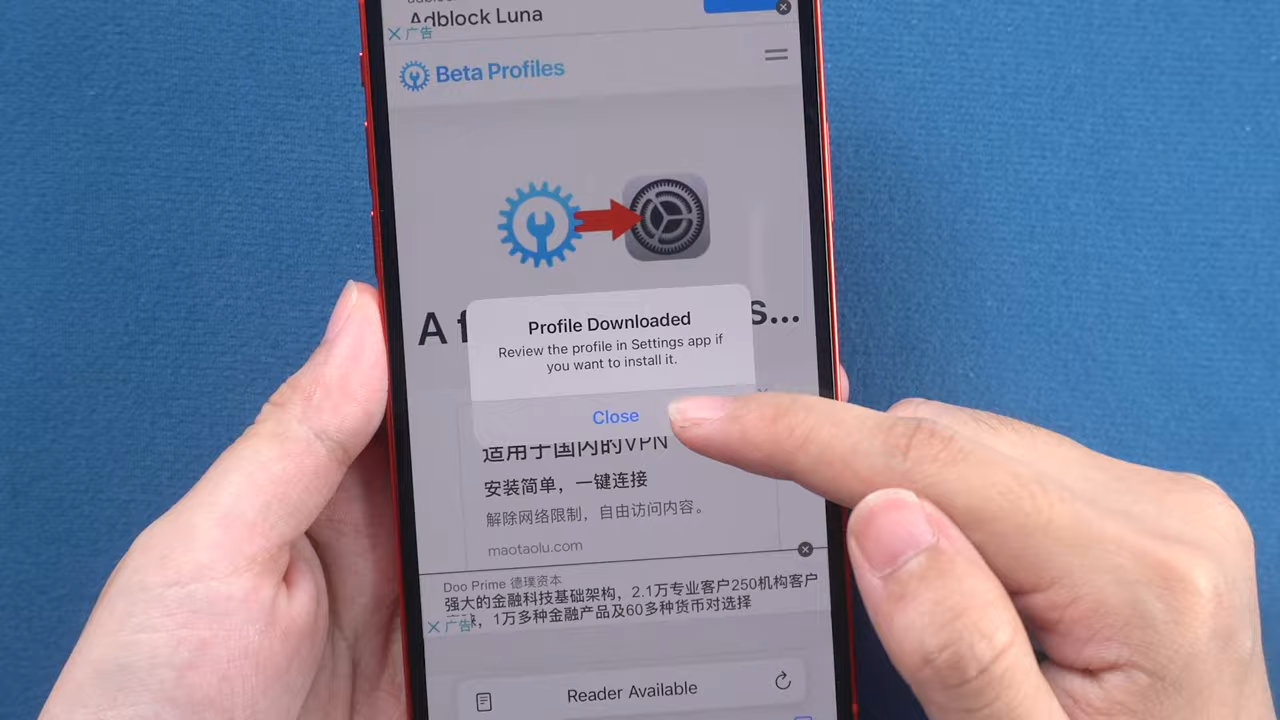 Adblock Luna
广告
Beta Profiles
A
s...
Profile Downloaded
Review the profile in Settings app if
you want to install it.
Close
适用于国内的VPN
安装简单，一键连接
解除网络限制，自由访问内容。
maotaolu.com
Doo Prime 德璞资本
强大的金融科技基础架构，2.1万专业客户250机构客户
，1万多种金融产品及60多种货币对选择
广告
Reader Available